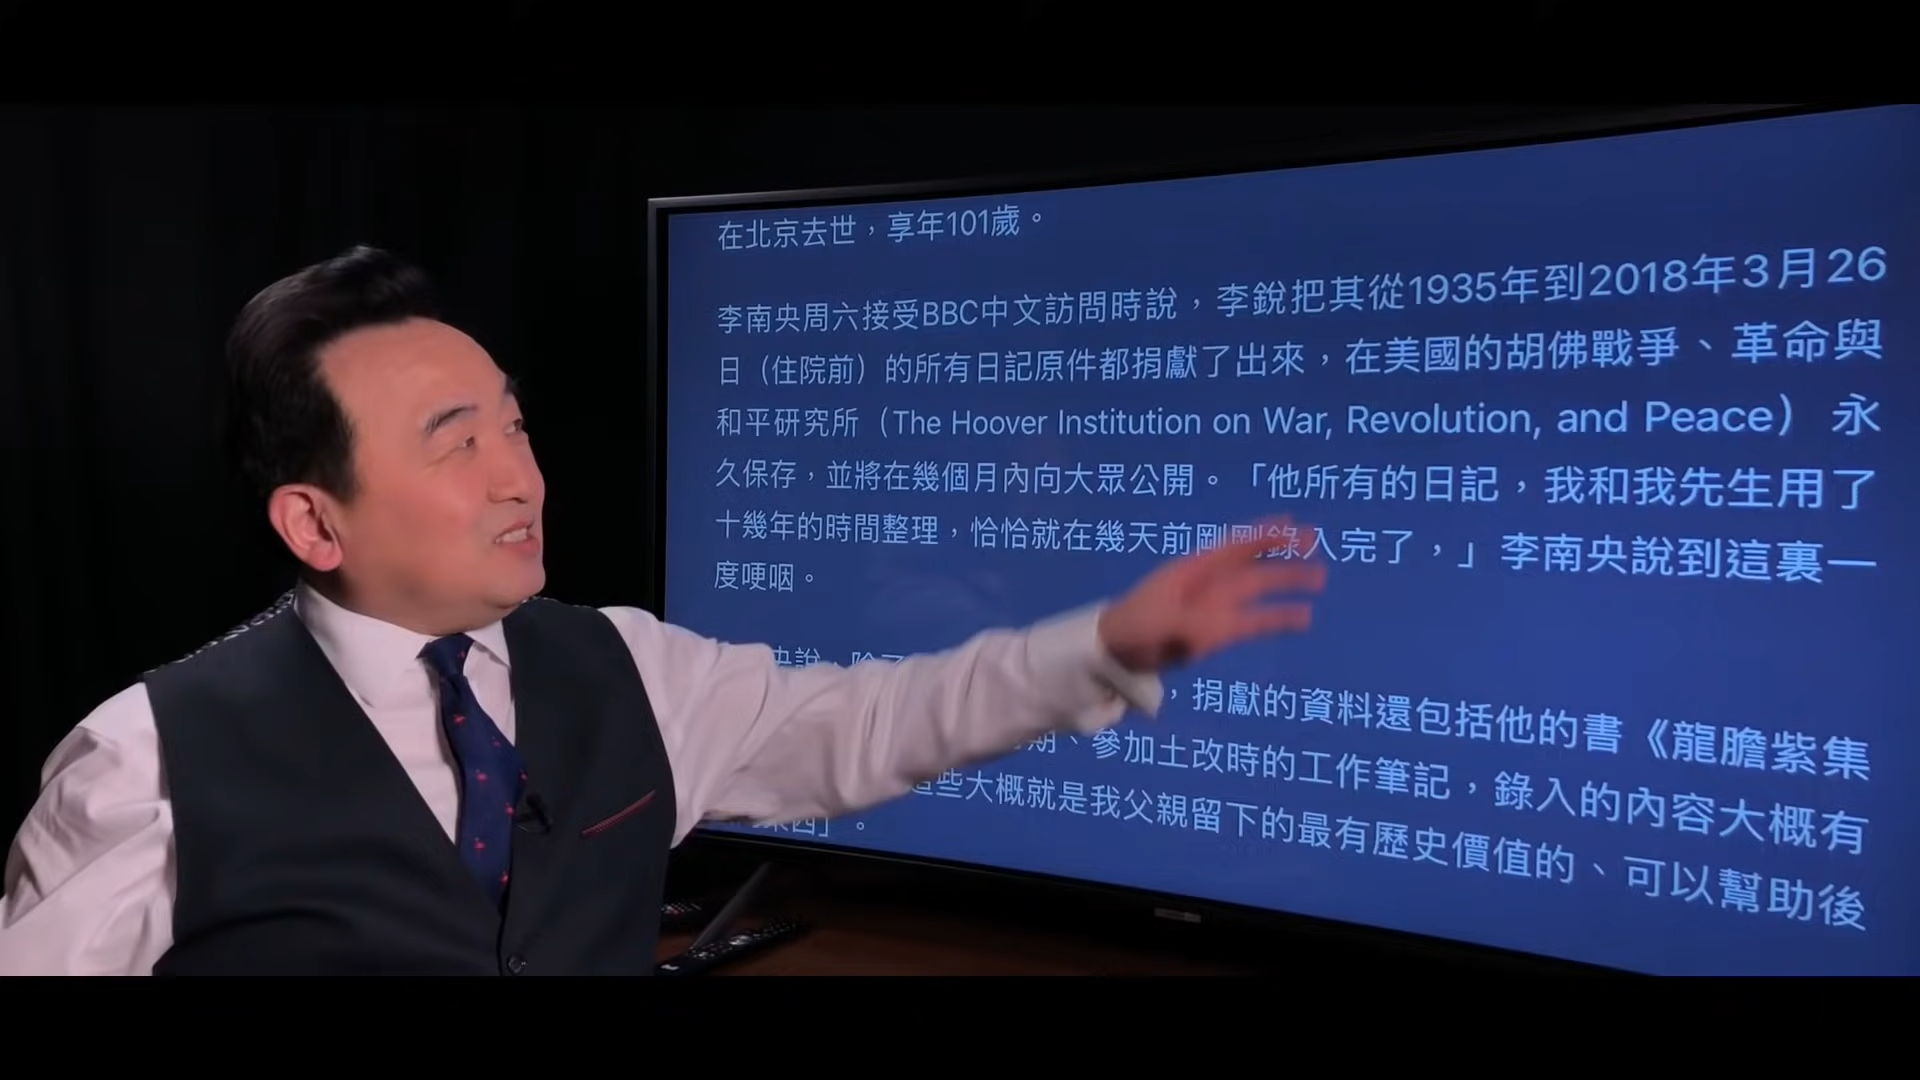 在北京去世，享年101歲。
李南央周六接受BBC中文訪問時說，李銳把其從1935年到2018年3月26
日（住院前）的所有日記原件都捐獻了出來，在美國的胡佛戰爭、革命與
和平研究所（The Hoover Institution on War, Revolution, and Peace）永
久保存，並將在幾個月內向大眾公開。「他所有的日記，我和我先生用了
十幾年的時間整理，恰恰就在幾天前剛剛錄入完了，」李南央說到這裏一
度哽咽。
央說，除了
，捐獻的資料還包括他的書《龍膽紫集
期、參加土改時的工作筆記，錄入的內容大概有
這些大概就是我父親留下的最有歷史價值的、可以幫助後
」。